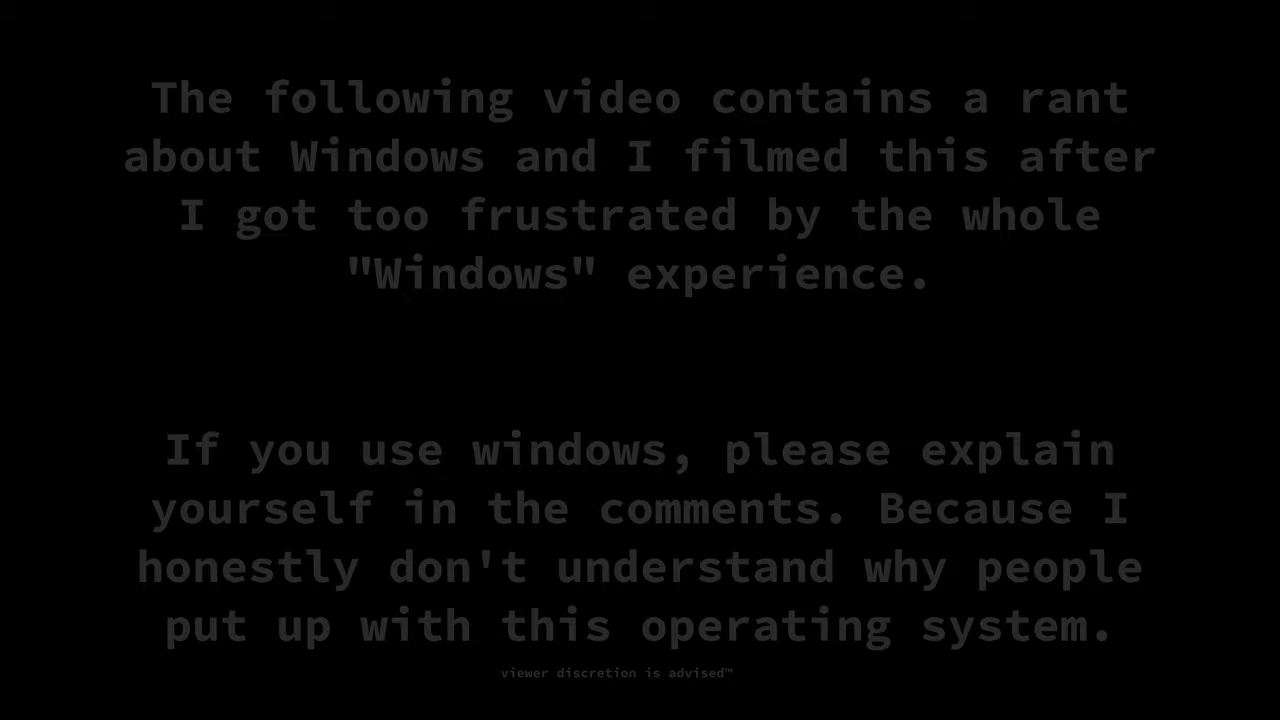 The following video contains a rant
about Windows and I filmed this after
I got too frustrated by the whole
"Windows" experience.
If you use windows, please explain
yourself in the comments. Because I
honestly don't understand why people
put up with this operating system.
viewer discretion is advised™